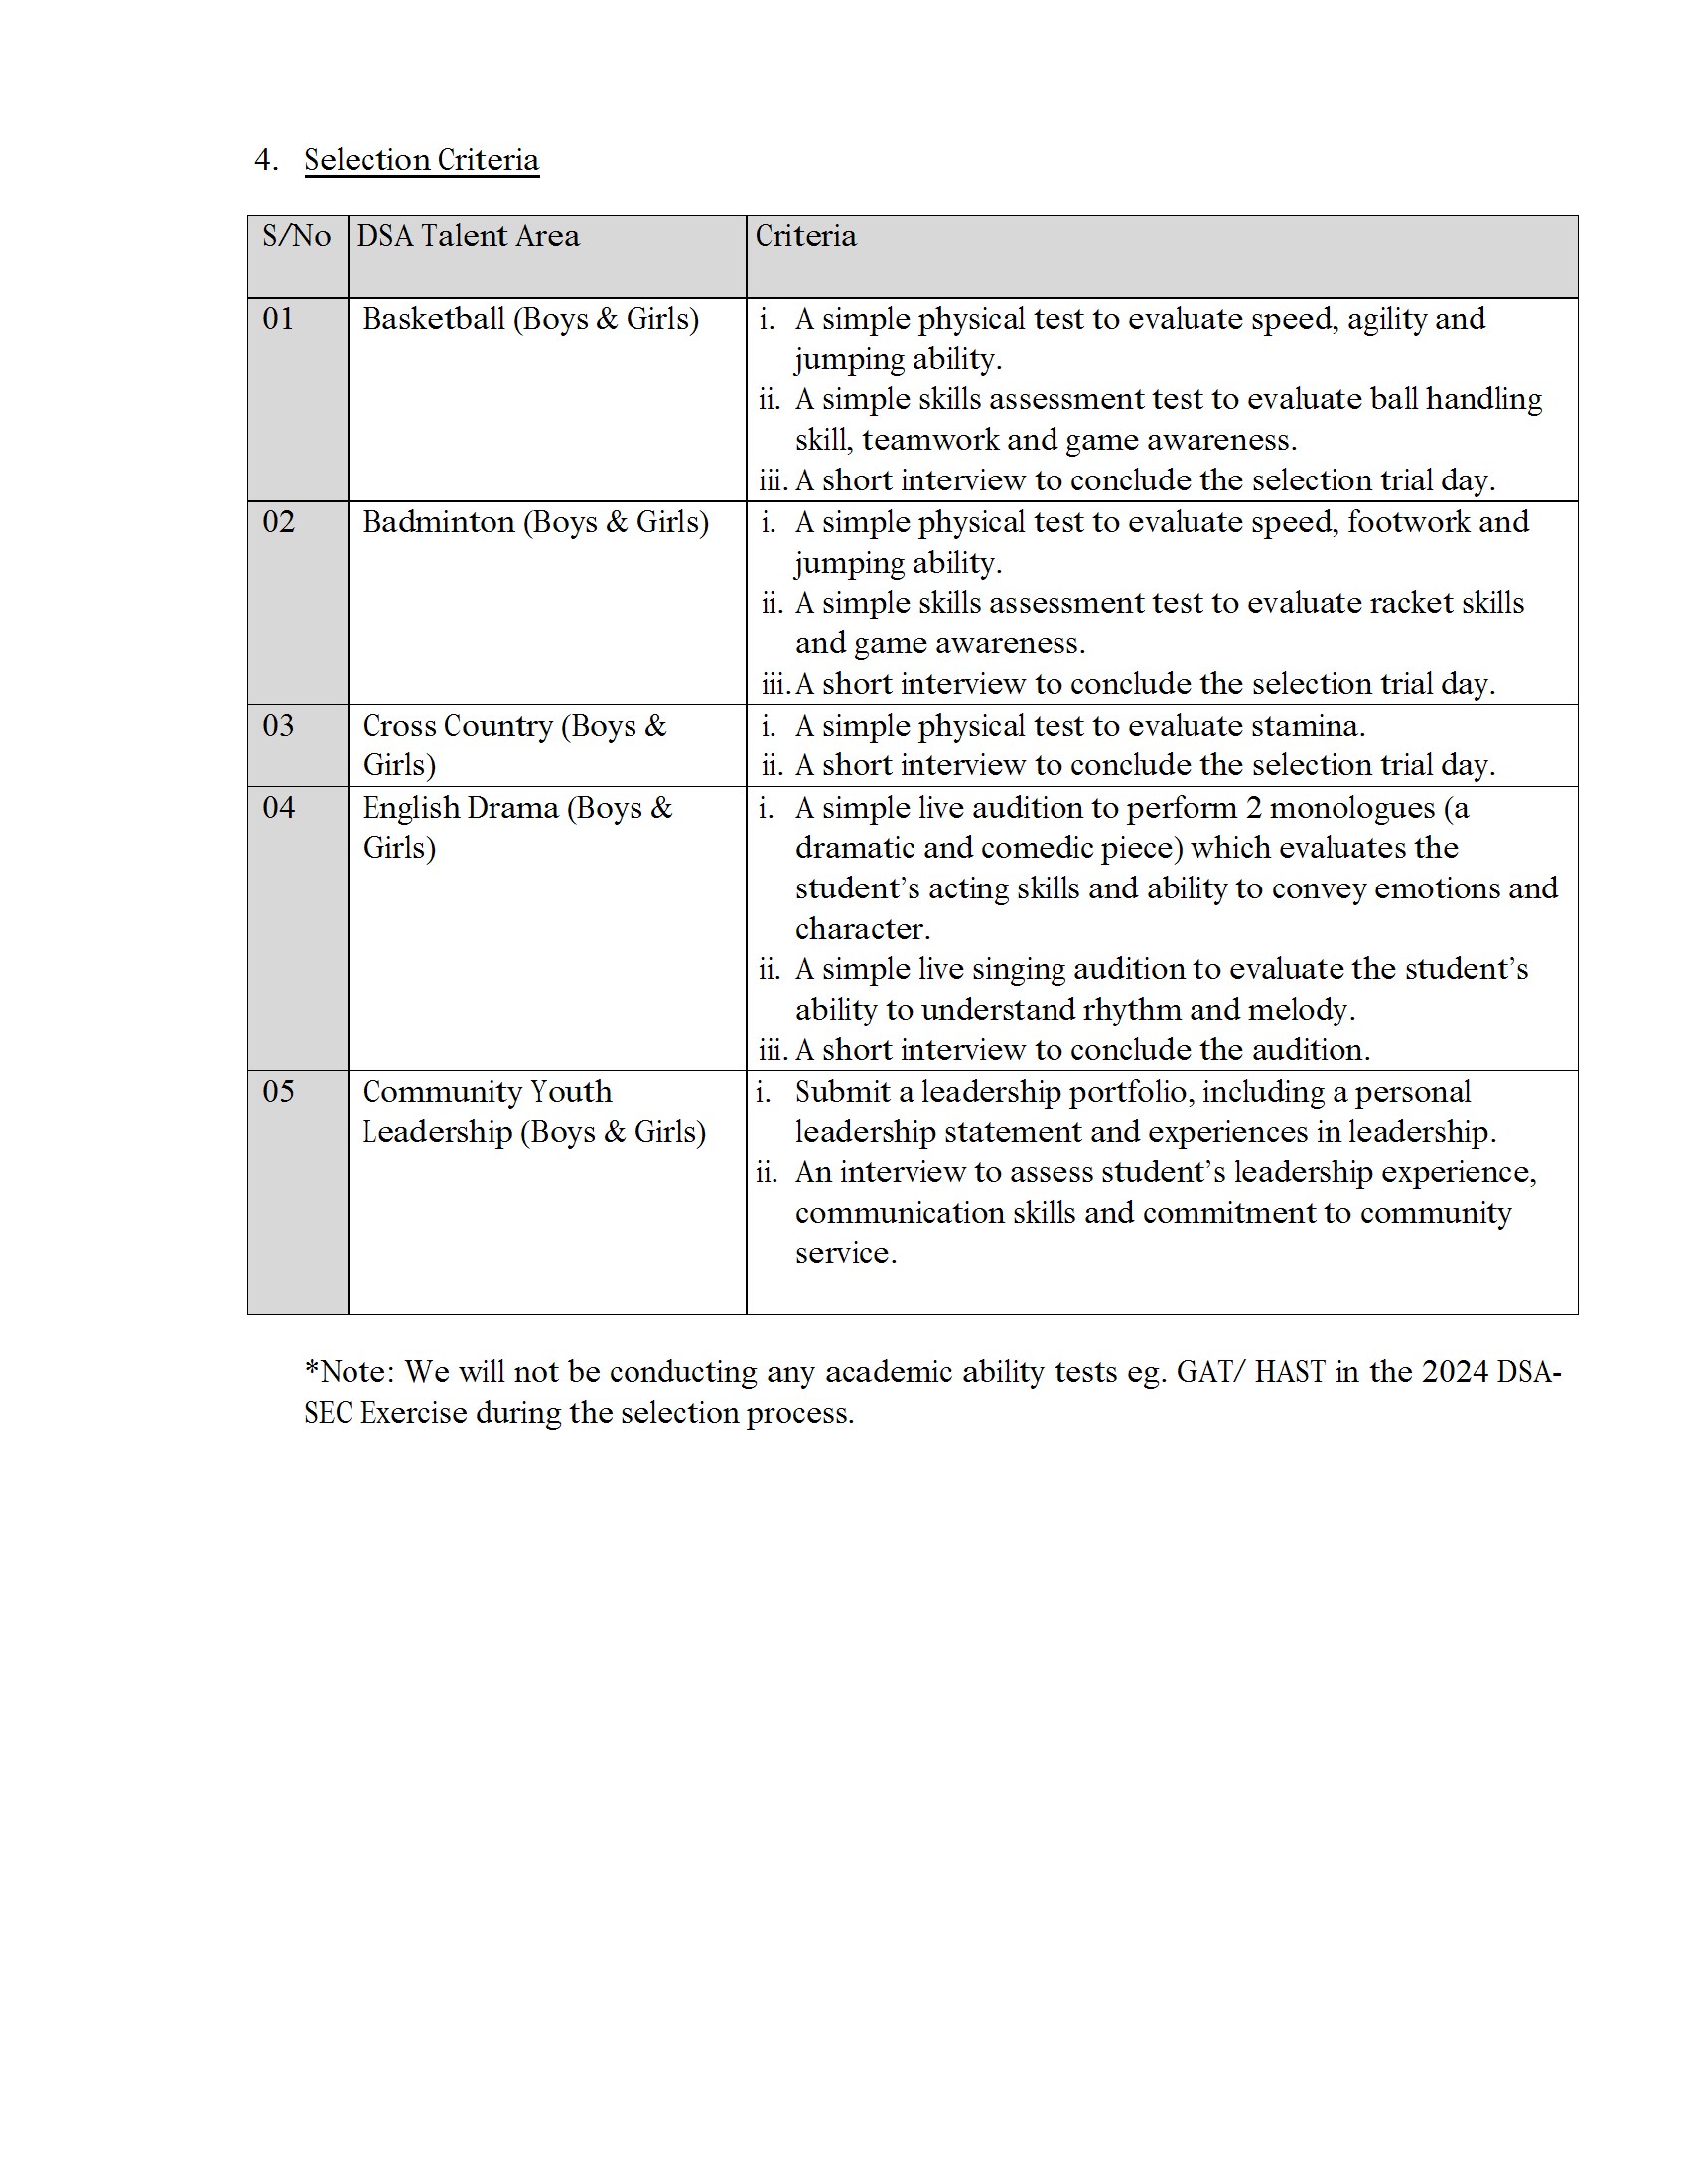 4. Selection Criteria
S/No DSA Talent Area Criteria
01 Basketball (Boys & Girls) i. A simple physical test to evaluate speed, agility and
jumping ability.
ii. A simple skills assessment test to evaluate ball handling
skill, teamwork and game awareness.
iii. A short interview to conclude the selection trial day.
02 Badminton (Boys & Girls) i. A simple physical test to evaluate speed, footwork and
jumping ability.
ii. A simple skills assessment test to evaluate racket skills
and game awareness.
iii. A short interview to conclude the selection trial day.
03 Cross Country (Boys &
Girls)
i. A simple physical test to evaluate stamina.
ii. A short interview to conclude the selection trial day.
04 English Drama (Boys &
Girls)
i. A simple live audition to perform 2 monologues (a
dramatic and comedic piece) which evaluates the
student’s acting skills and ability to convey emotions and
character.
ii. A simple live singing audition to evaluate the student’s
ability to understand rhythm and melody.
iii. A short interview to conclude the audition.
05 Community Youth
Leadership (Boys & Girls)
i. Submit a leadership portfolio, including a personal
leadership statement and experiences in leadership.
ii. An interview to assess student’s leadership experience,
communication skills and commitment to community
service.
*Note: We will not be conducting any academic ability tests eg. GAT/ HAST in the 2024 DSA-
SEC Exercise during the selection process.